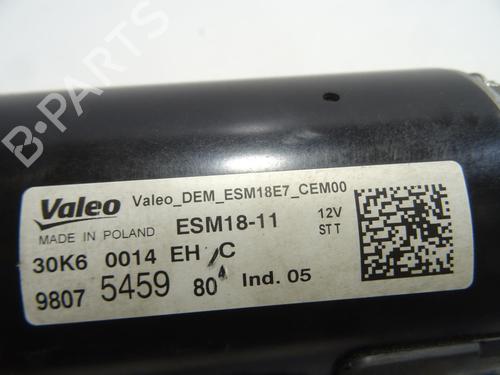 B-PARTS
Valeo
Valeo_DEM_ESM18E7_CEM00
MADE IN POLAND
ESM18-11
12V
STT
30K6 0014 EH /C
9807 5459 80 Ind. 05